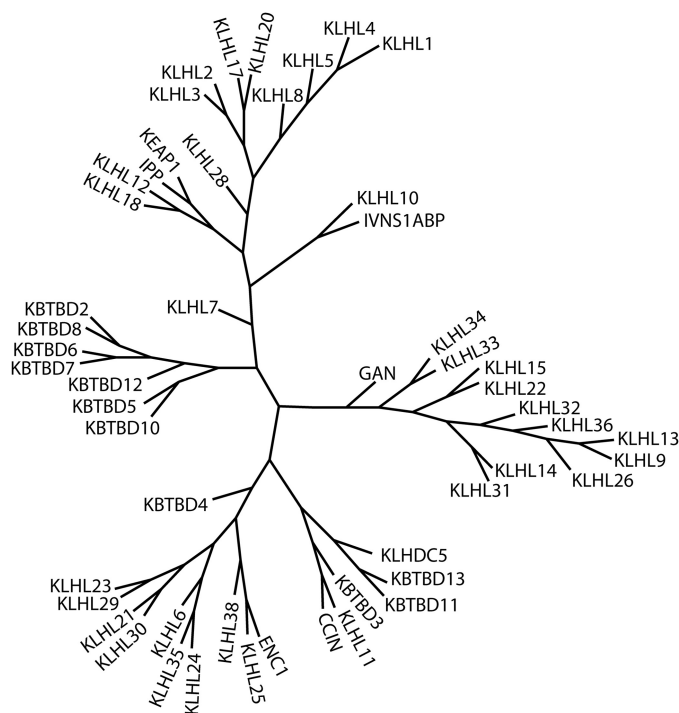 KLHL4
KLHL1
KLHL20
KLHL17
KLHL5
KLHL2
KLHL3
KLHL8
KEAP1
IPP
KLHL12
KLHL18
KLHL28
KLHL10
IVNS1ABP
KLHL7
KBTBD2
KBTBD8
KBTBD6
KBTBD7
KBTBD12
KBTBD5
KBTBD10
GAN
KLHL34
KLHL33
KLHL15
KLHL22
KLHL32
KLHL36
KLHL13
KLHL9
KLHL26
KLHL14
KLHL31
KBTBD4
KLHDC5
KBTBD13
KBTBD11
KBTBD3
KLHL11
CCIN
KLHL23
KLHL29
KLHL21
KLHL30
KLHL6
KLHL35
KLHL24
KLHL38
ENC1
KLHL25